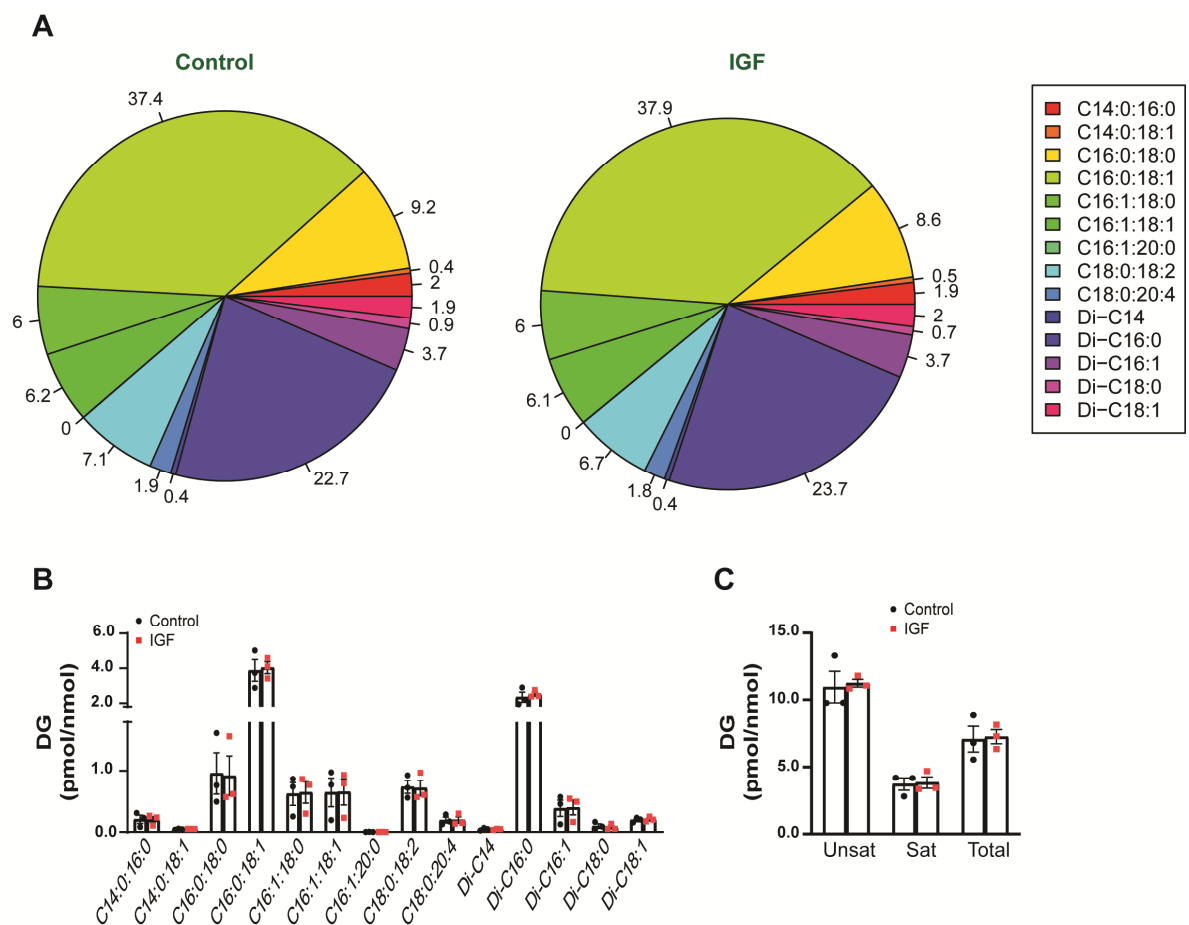 A
Control
IGF
37.4
9.2
0.4
2
1.9
0.9
3.7
22.7
0.4
1.9
7.1
0
6.2
6
37.9
8.6
0.5
1.9
2
0.7
3.7
23.7
0.4
1.8
6.7
0
6.1
6
C14:0:16:0
C14:0:18:1
C16:0:18:0
C16:0:18:1
C16:1:18:0
C16:1:18:1
C16:1:20:0
C18:0:18:2
C18:0:20:4
Di−C14
Di−C16:0
Di−C16:1
Di−C18:0
Di−C18:1
B
Control
IGF
DG
(pmol/nmol)
6.0
4.0
2.0
1.0
0.0
C14:0:16:0
C14:0:18:1
C16:0:18:0
C16:0:18:1
C16:1:18:0
C16:1:18:1
C16:1:20:0
C18:0:18:2
C18:0:20:4
Di-C14
Di-C16:0
Di-C16:1
Di-C18:0
Di-C18:1
C
Control
IGF
DG
(pmol/nmol)
15.0
10.0
5.0
0.0
Unsat
Sat
Total